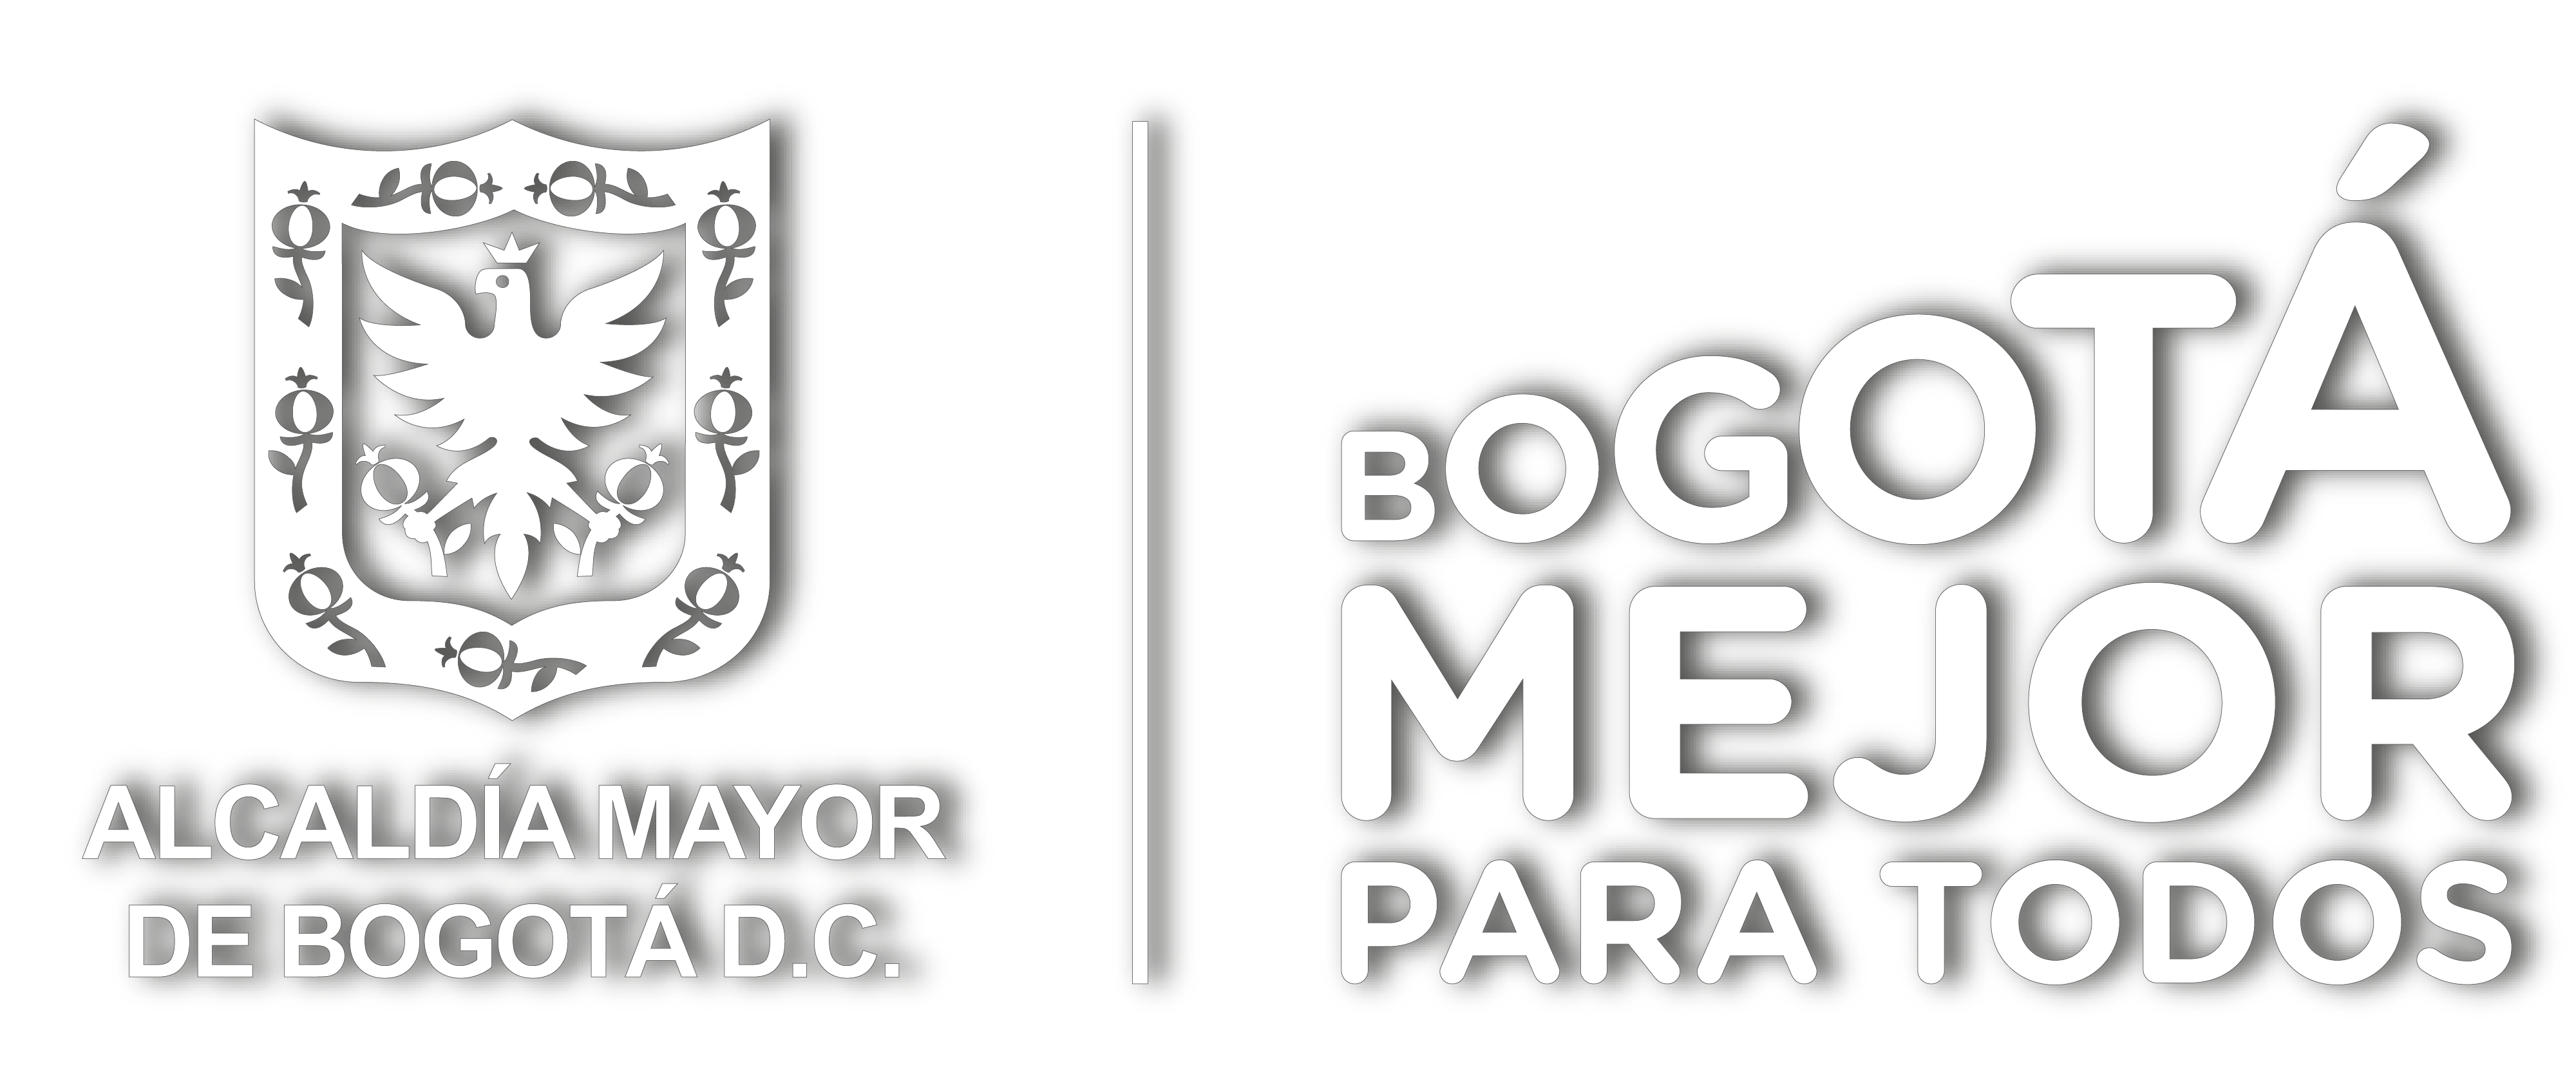 ALCALDÍA MAYOR
DE BOGOTÁ D.C.
BOGOTÁ
MEJOR
PARA TODOS